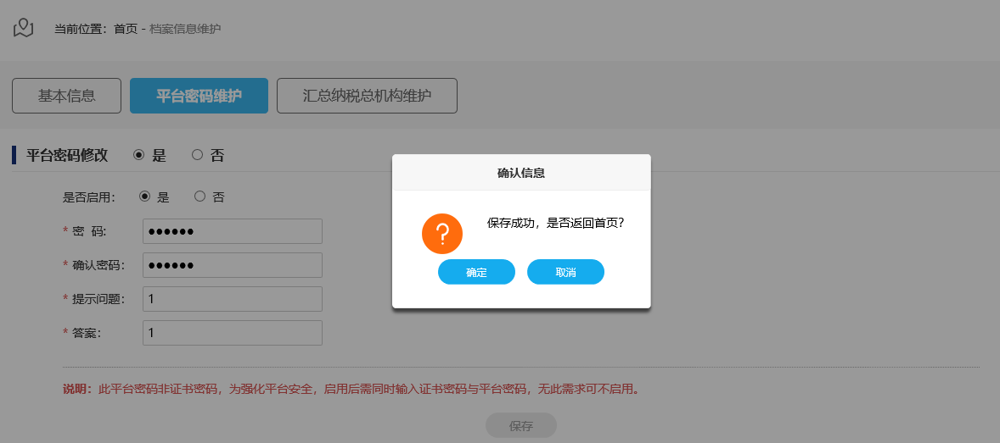 当前位置：首页 - 档案信息维护
基本信息 平台密码维护 汇总纳税总机构维护
平台密码修改 是 否
是否启用： 是 否
* 密 码： ●●●●●●
* 确认密码： ●●●●●●
* 提示问题： 1
* 答案： 1
说明：此平台密码非证书密码，为强化平台安全，启用后需同时输入证书密码与平台密码，无此需求可不启用。
保存
确认信息
?
保存成功，是否返回首页?
确定 取消